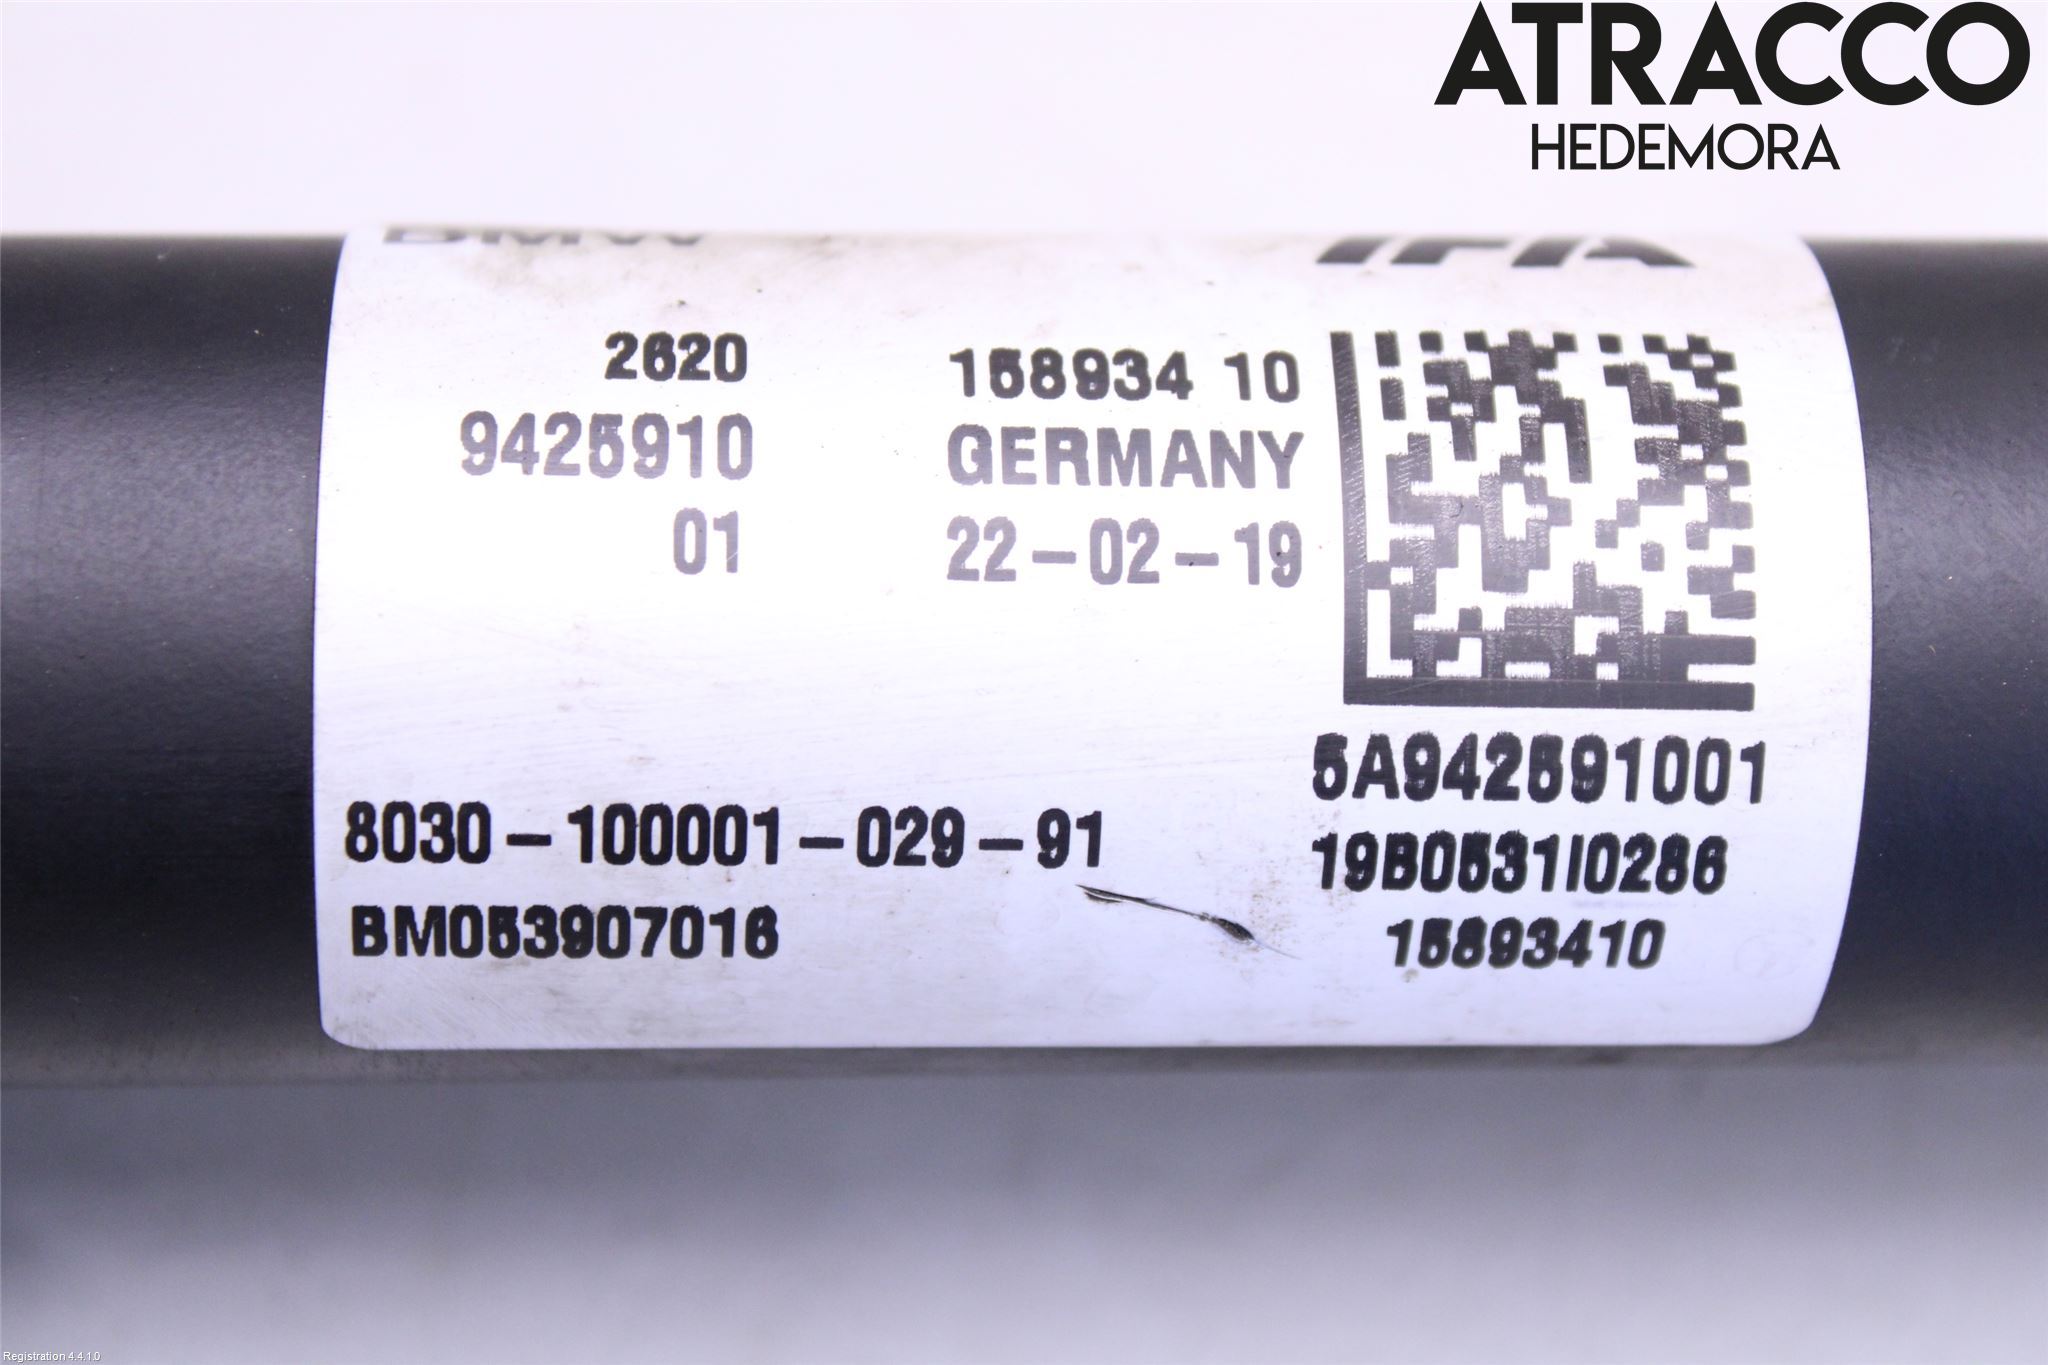 ATRACCO
HEDEMORA
BMW
IFA
2620
9425910
01
158934 10
GERMANY
22-02-19
5A942591001
19B0531I0286
15893410
8030-100001-029-91
BM053907016
Registration 4.4.1.0